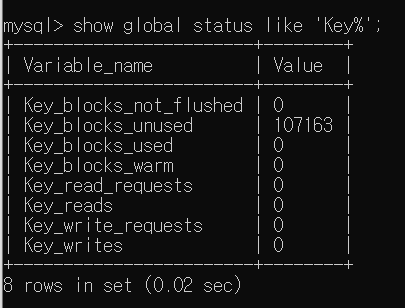 mysql> show global status like 'Key%';
+------------------------+--------+
| Variable_name          | Value  |
+------------------------+--------+
| Key_blocks_not_flushed | 0      |
| Key_blocks_unused      | 107163 |
| Key_blocks_used        | 0      |
| Key_blocks_warm        | 0      |
| Key_read_requests      | 0      |
| Key_reads              | 0      |
| Key_write_requests     | 0      |
| Key_writes             | 0      |
+------------------------+--------+
8 rows in set (0.02 sec)